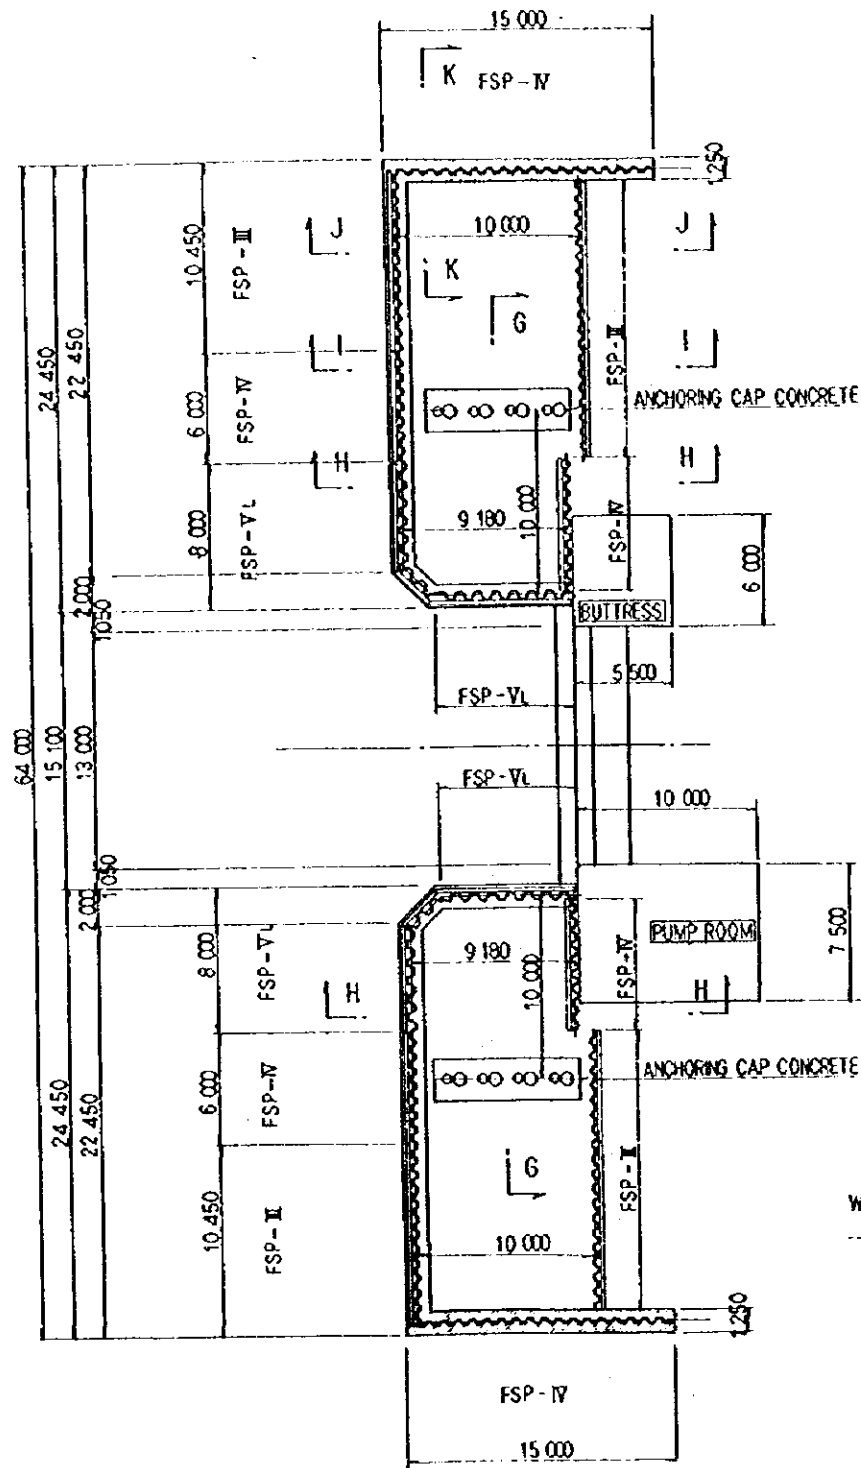 15 000
K FSP-Ⅳ
1 250
J 10 000 J
10 450
FSP-Ⅲ
K
G
24 450
22 450
I I
FSP-Ⅲ
6 000
FSP-Ⅳ
ANCHORING CAP CONCRETE
H H
8 000
FSP-VL
9 180
10 000
FSP-Ⅳ
6 000
2 000
1 050
BUTTRESS
5 500
FSP-VL
64 000
15 100
13 000
FSP-VL
10 000
1 050
2 000
8 000
FSP-VL
9 180
10 000
FSP-Ⅳ
PUMP ROOM
7 500
H H
6 000
FSP-Ⅳ
ANCHORING CAP CONCRETE
24 450
22 450
G
FSP-Ⅲ
10 450
FSP-Ⅲ
W
10 000
1 250
FSP-Ⅳ
15 000